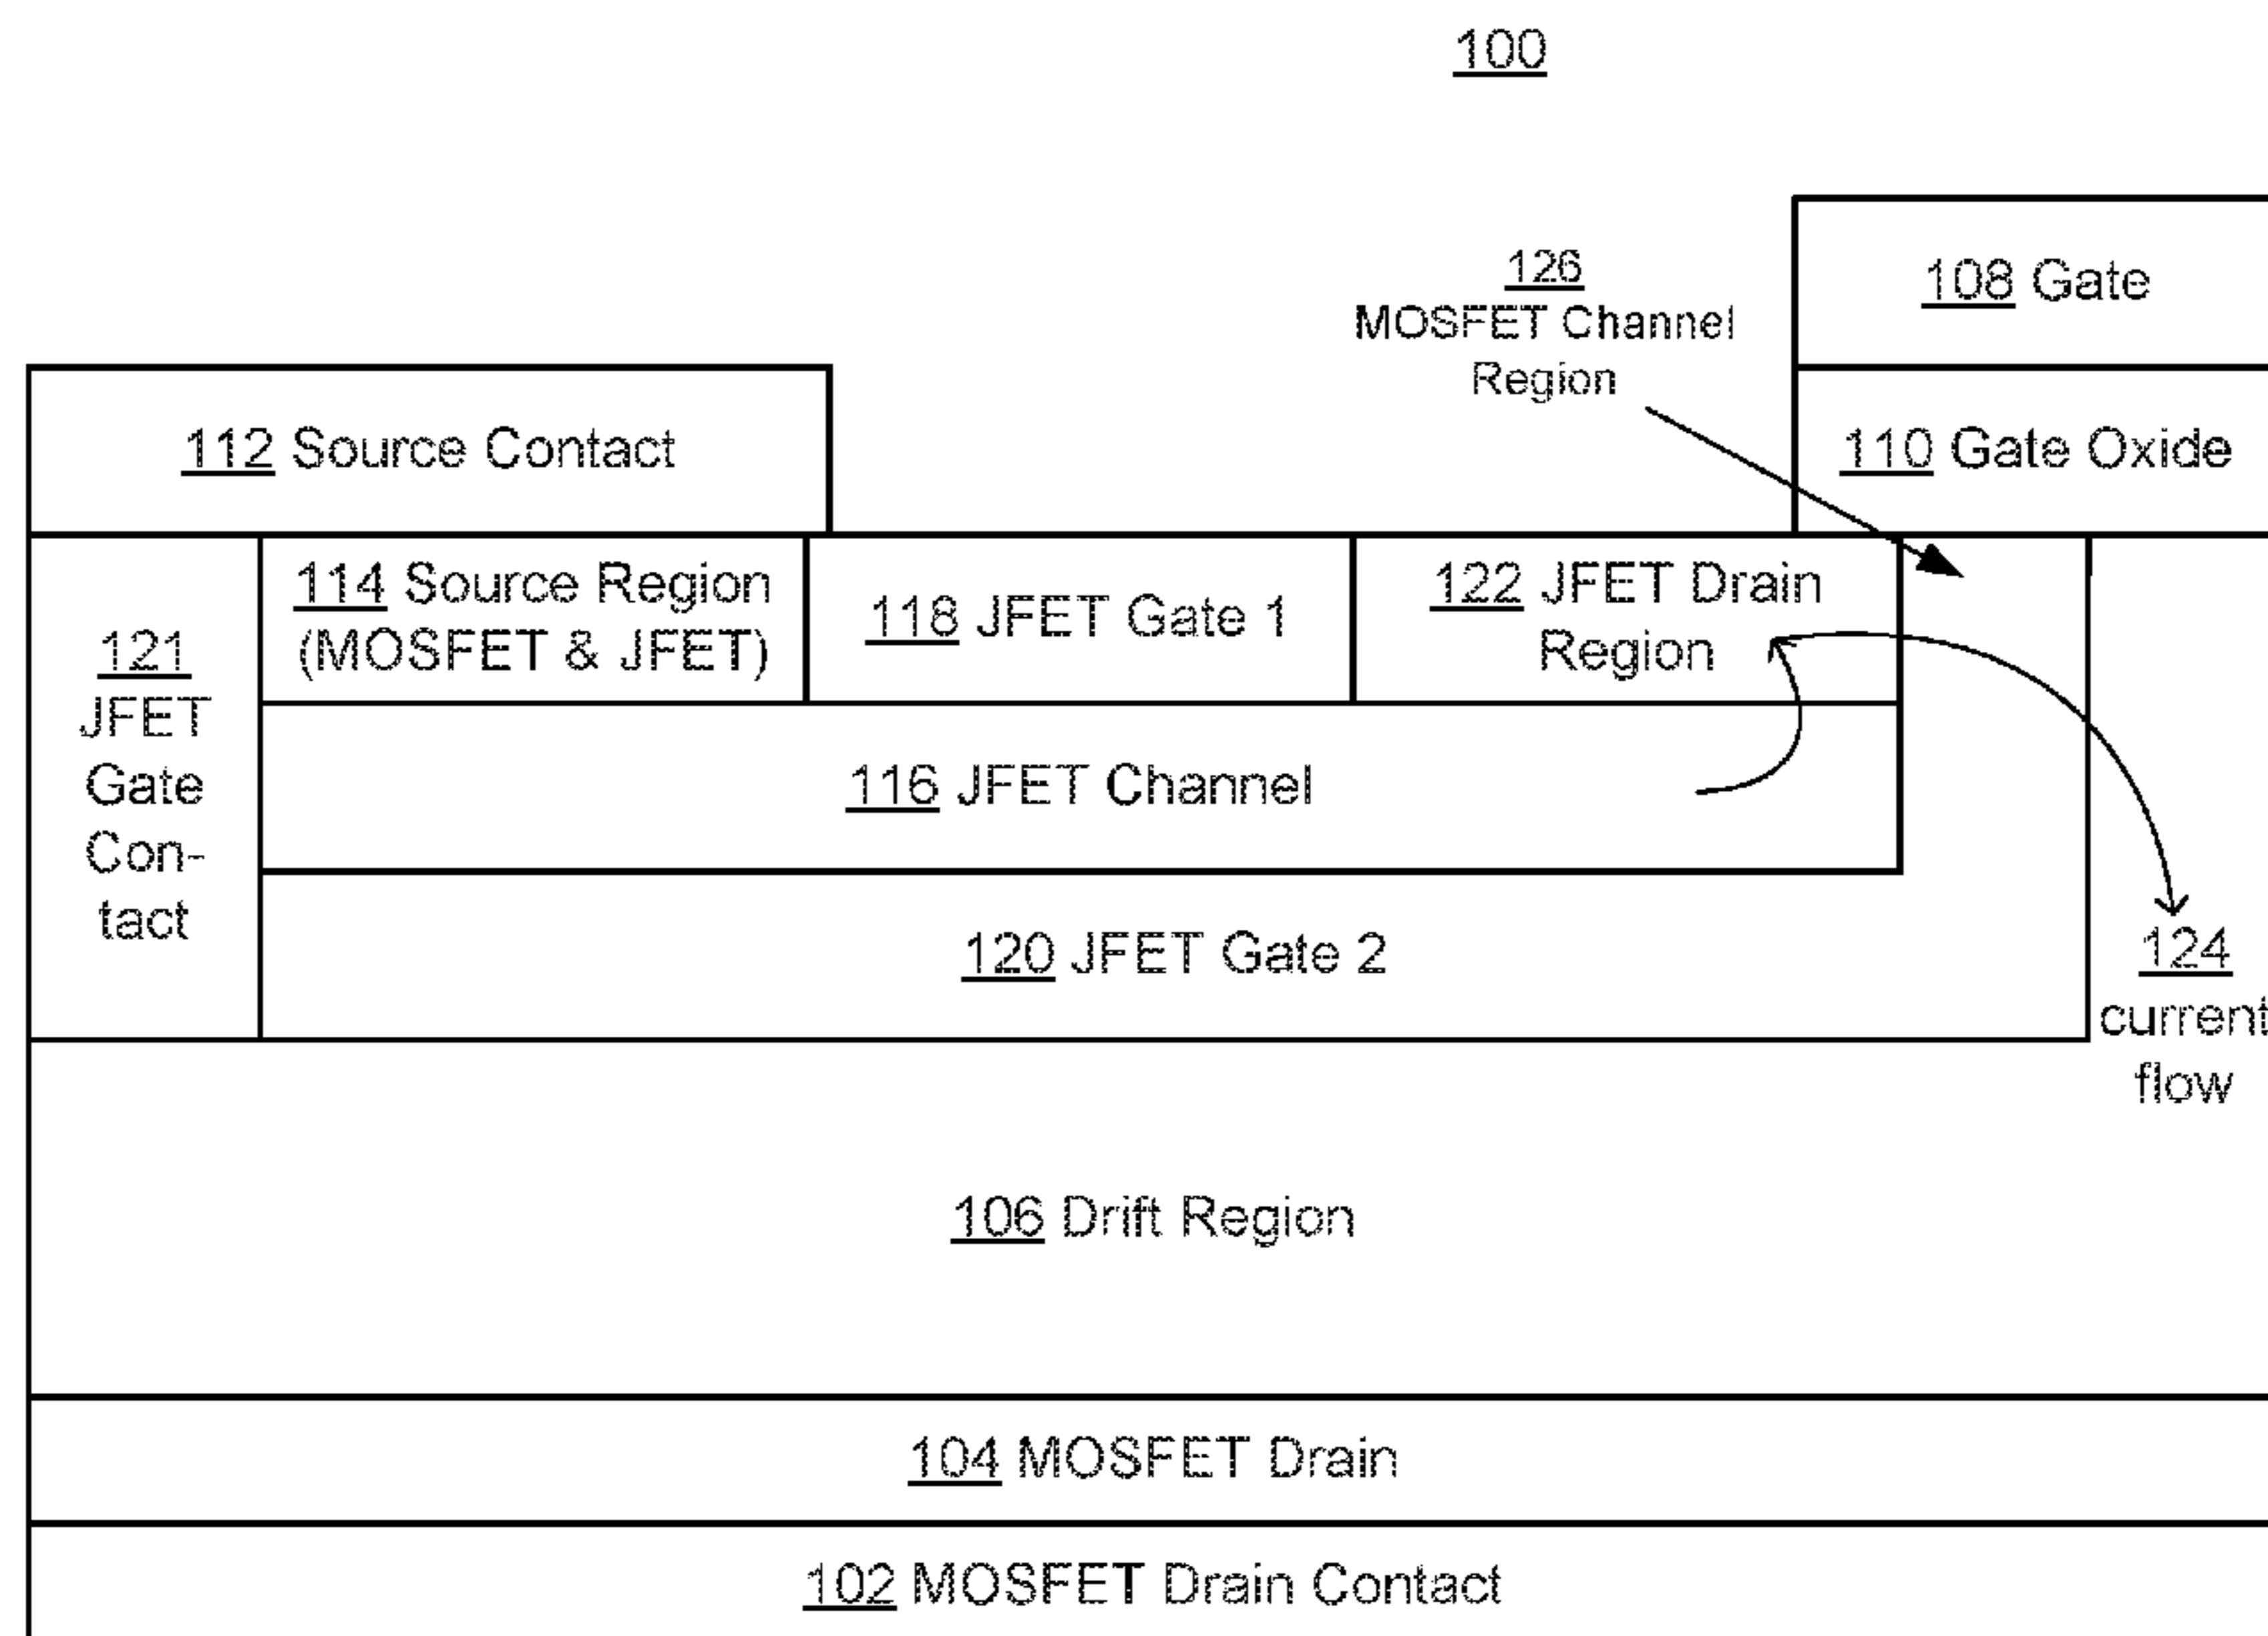 100
108 Gate
126
MOSFET Channel
Region
112 Source Contact
110 Gate Oxide
121
JFET
Gate
Con-
tact
114 Source Region
(MOSFET & JFET)
118 JFET Gate 1
122 JFET Drain
Region
116 JFET Channel
120 JFET Gate 2
124
current
flow
106 Drift Region
104 MOSFET Drain
102 MOSFET Drain Contact